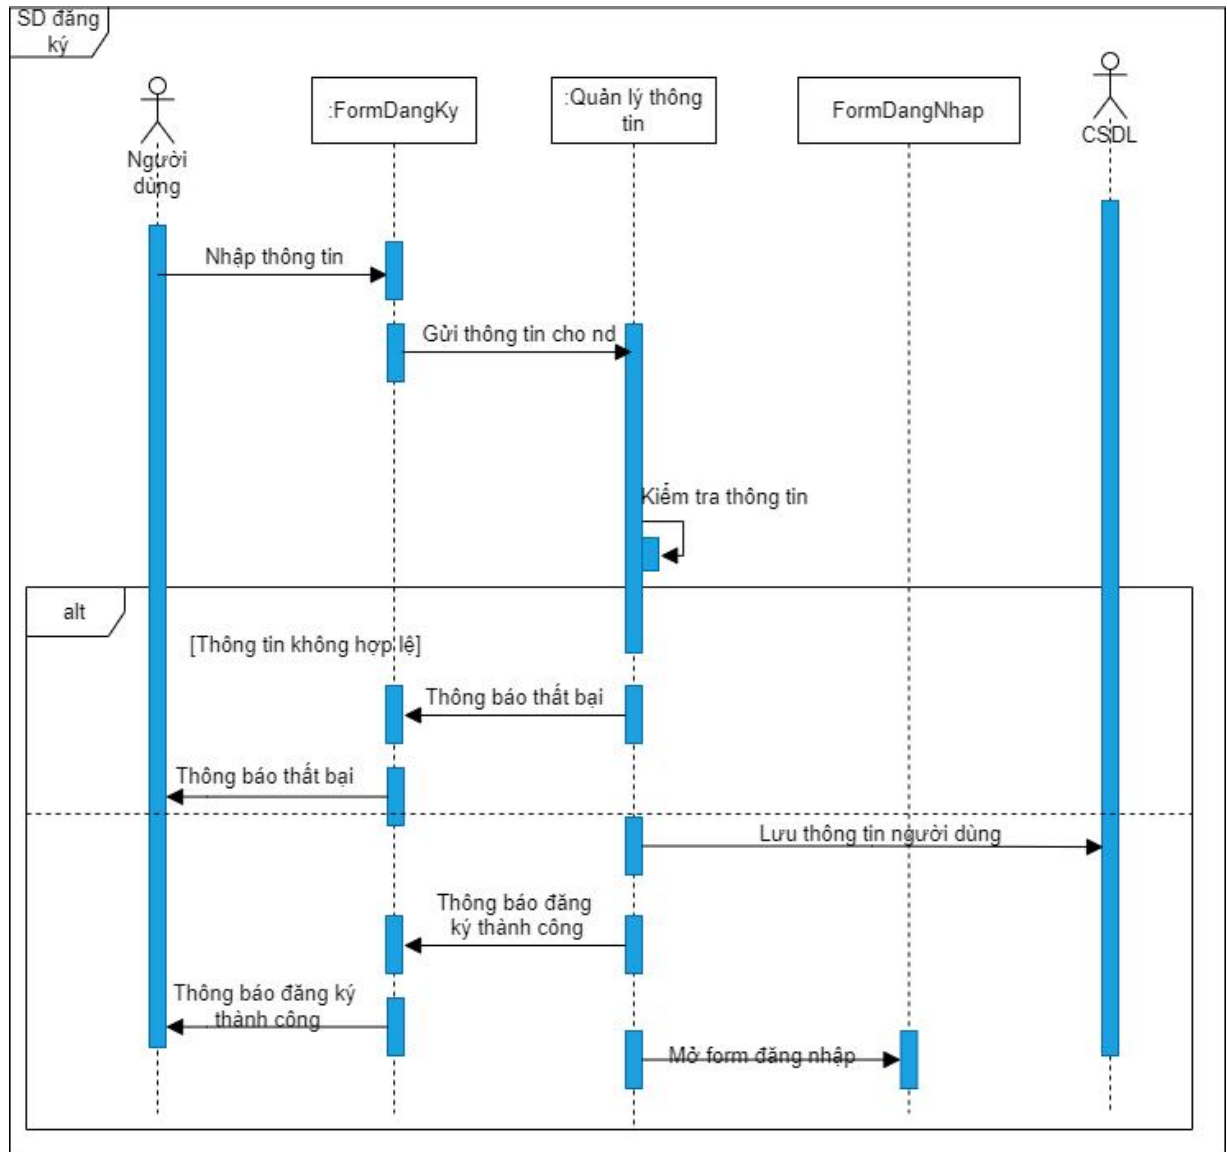 SD đăng
ký
:FormDangKy
:Quản lý thông
tin
FormDangNhap
CSDL
Người
dùng
Nhập thông tin
Gửi thông tin cho nd
Kiểm tra thông tin
alt
[Thông tin không hợp lệ]
Thông báo thất bại
Thông báo thất bại
Lưu thông tin người dùng
Thông báo đăng
ký thành công
Thông báo đăng ký
thành công
Mở form đăng nhập